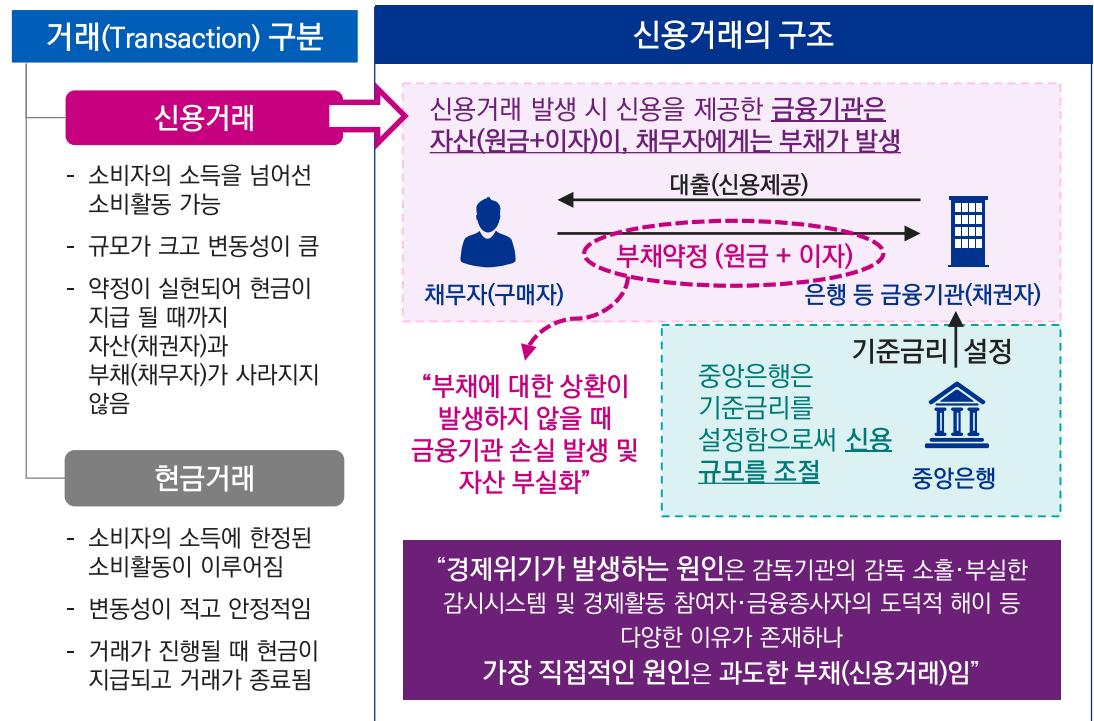 거래(Transaction) 구분
신용거래
- 소비자의 소득을 넘어선
소비활동 가능
- 규모가 크고 변동성이 큼
- 약정이 실현되어 현금이
지급 될 때까지
자산(채권자)과
부채(채무자)가 사라지지
않음
현금거래
- 소비자의 소득에 한정된
소비활동이 이루어짐
- 변동성이 적고 안정적임
- 거래가 진행될 때 현금이
지급되고 거래가 종료됨
신용거래의 구조
신용거래 발생 시 신용을 제공한 금융기관은
자산(원금+이자)이, 채무자에게는 부채가 발생
대출(신용제공)
부채약정 (원금 + 이자)
채무자(구매자)
은행 등 금융기관(채권자)
“부채에 대한 상환이
발생하지 않을 때
금융기관 손실 발생 및
자산 부실화”
기준금리 설정
중앙은행은
기준금리를
설정함으로써 신용
규모를 조절
중앙은행
“경제위기가 발생하는 원인은 감독기관의 감독 소홀·부실한
감시시스템 및 경제활동 참여자·금융종사자의 도덕적 해이 등
다양한 이유가 존재하나
가장 직접적인 원인은 과도한 부채(신용거래)임”